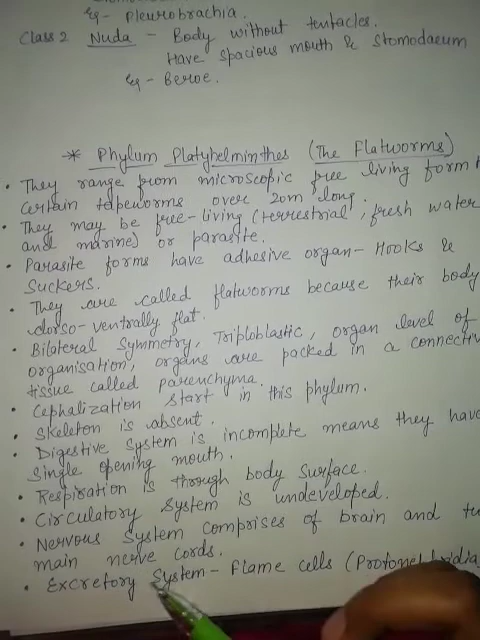 eg - Pleurobrachia.
Class 2 Nuda - Body without tentacles.
Have spacious mouth & stomodaeum
eg - Beroe.
* Phylum Platyhelminthes (The Flatworms)
• They range from microscopic free living form
certain tapeworms over 20m long.
• They may be free-living (terrestrial, fresh water
and marine) or parasite.
• Parasite forms have adhesive organ - Hooks &
Suckers.
• They are called flatworms because their body
dorso-ventrally flat.
• Bilateral Symmetry, Triploblastic, organ level of
organisation, organs are packed in a connectiv
tissue called parenchyma.
• Cephalization start in this phylum.
• Skeleton is absent.
• Digestive System is incomplete means they have
single opening mouth.
• Respiration is through body surface.
• Circulatory System is undeveloped.
• Nervous System comprises of brain and
main nerve cords.
• Excretory System - Flame cells